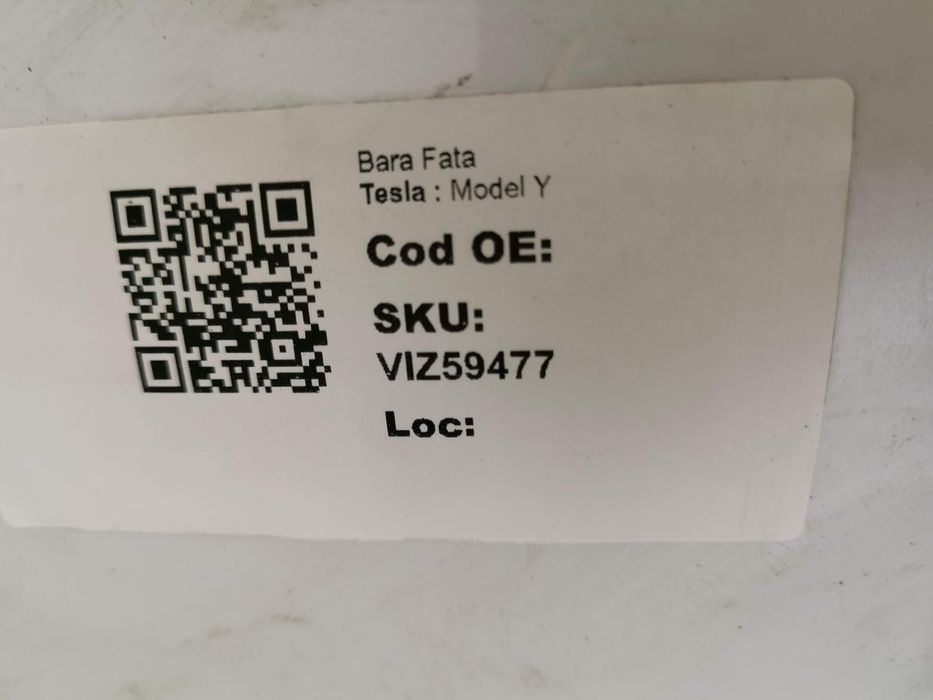 Bara Fata
Tesla : Model Y
Cod OE:
SKU:
VIZ59477
Loc: